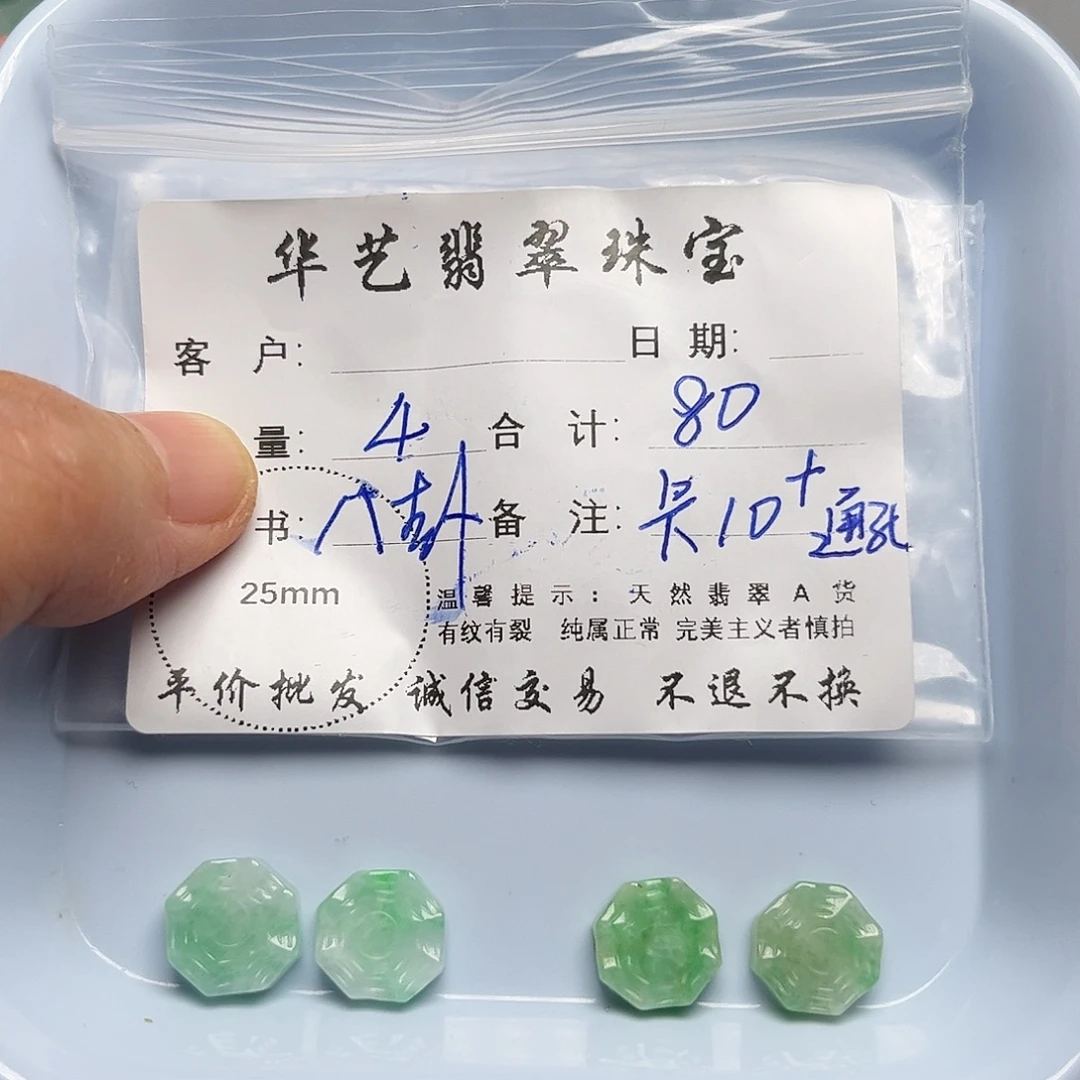 华艺翡翠珠宝
客 户: 日 期:
量: 4 合 计: 80
书: 八卦 备 注: 长10+通孔
25mm
温馨提示：天然翡翠A货
有纹有裂 纯属正常 完美主义者慎拍
平价批发 诚信交易 不退不换